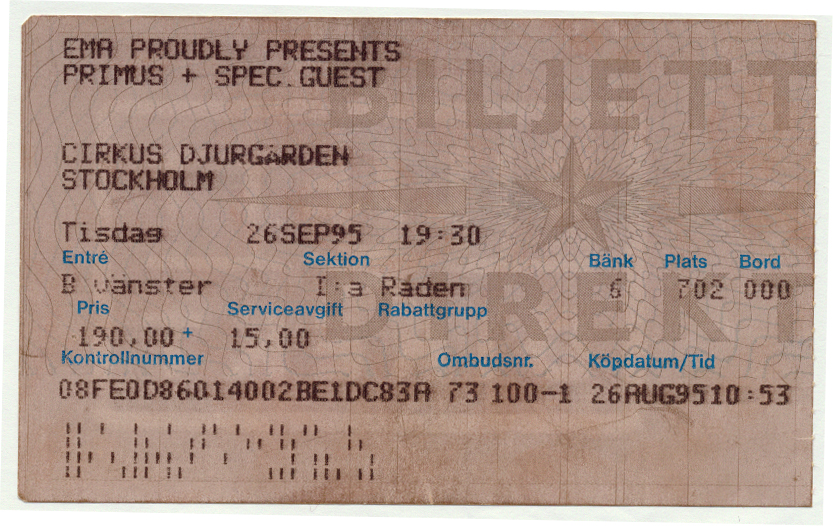 EMA PROUDLY PRESENTS
PRIMUS + SPEC.GUEST
BILJETT
CIRKUS DJURGÅRDEN
STOCKHOLM
Tisdag 26SEP95 19:30
Entré Sektion Bänk Plats Bord
B vänster I:a Raden 6 702 000
DIREKT
Pris Serviceavgift Rabattgrupp
190,00 + 15,00
Kontrollnummer Ombudsnr. Köpdatum/Tid
08FE0D86014002BE1DC83A 73 100-1 26AUG9510:53